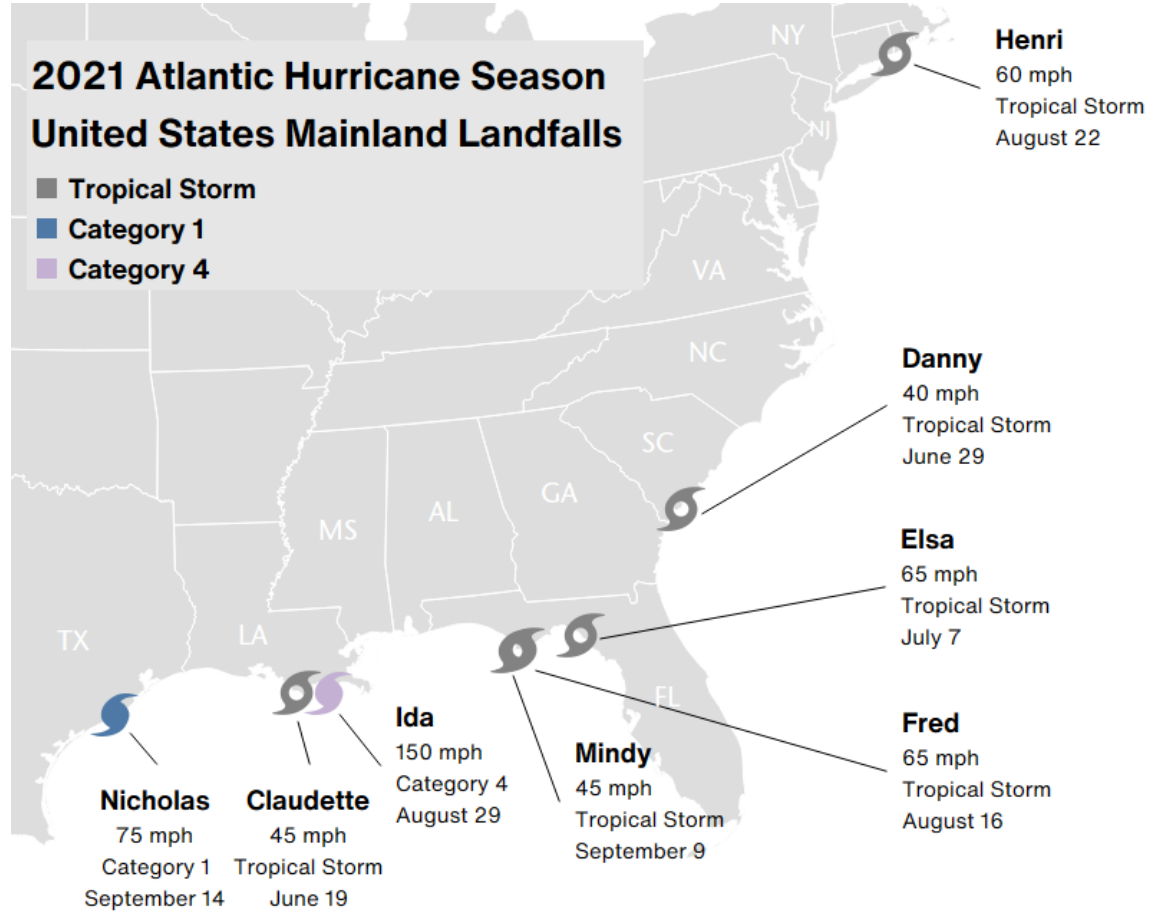 2021 Atlantic Hurricane Season
United States Mainland Landfalls
Tropical Storm
Category 1
Category 4
NY
NJ
VA
NC
SC
GA
AL
MS
LA
TX
FL
Henri
60 mph
Tropical Storm
August 22
Danny
40 mph
Tropical Storm
June 29
Elsa
65 mph
Tropical Storm
July 7
Fred
65 mph
Tropical Storm
August 16
Mindy
45 mph
Tropical Storm
September 9
Ida
150 mph
Category 4
August 29
Claudette
45 mph
Tropical Storm
June 19
Nicholas
75 mph
Category 1
September 14